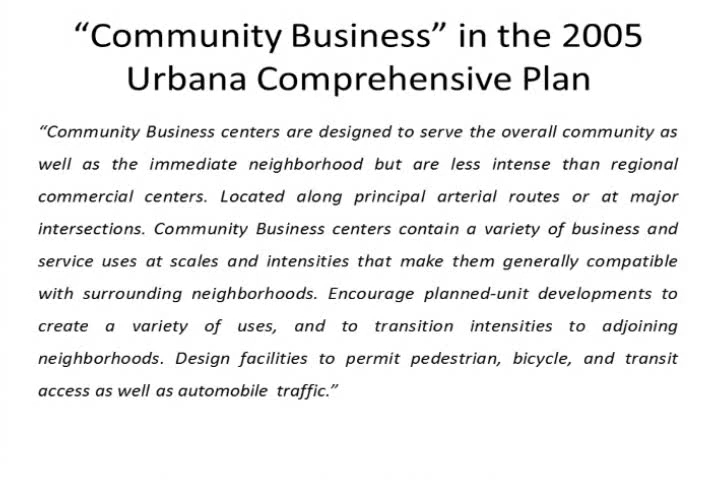 “Community Business” in the 2005
Urbana Comprehensive Plan
“Community Business centers are designed to serve the overall community as
well as the immediate neighborhood but are less intense than regional
commercial centers. Located along principal arterial routes or at major
intersections. Community Business centers contain a variety of business and
service uses at scales and intensities that make them generally compatible
with surrounding neighborhoods. Encourage planned-unit developments to
create a variety of uses, and to transition intensities to adjoining
neighborhoods. Design facilities to permit pedestrian, bicycle, and transit
access as well as automobile traffic.”